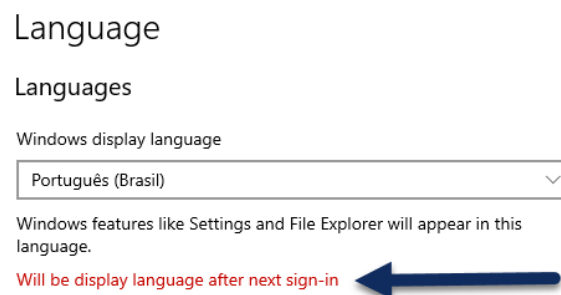 Language
Languages
Windows display language
Português (Brasil)
Windows features like Settings and File Explorer will appear in this
language.
Will be display language after next sign-in